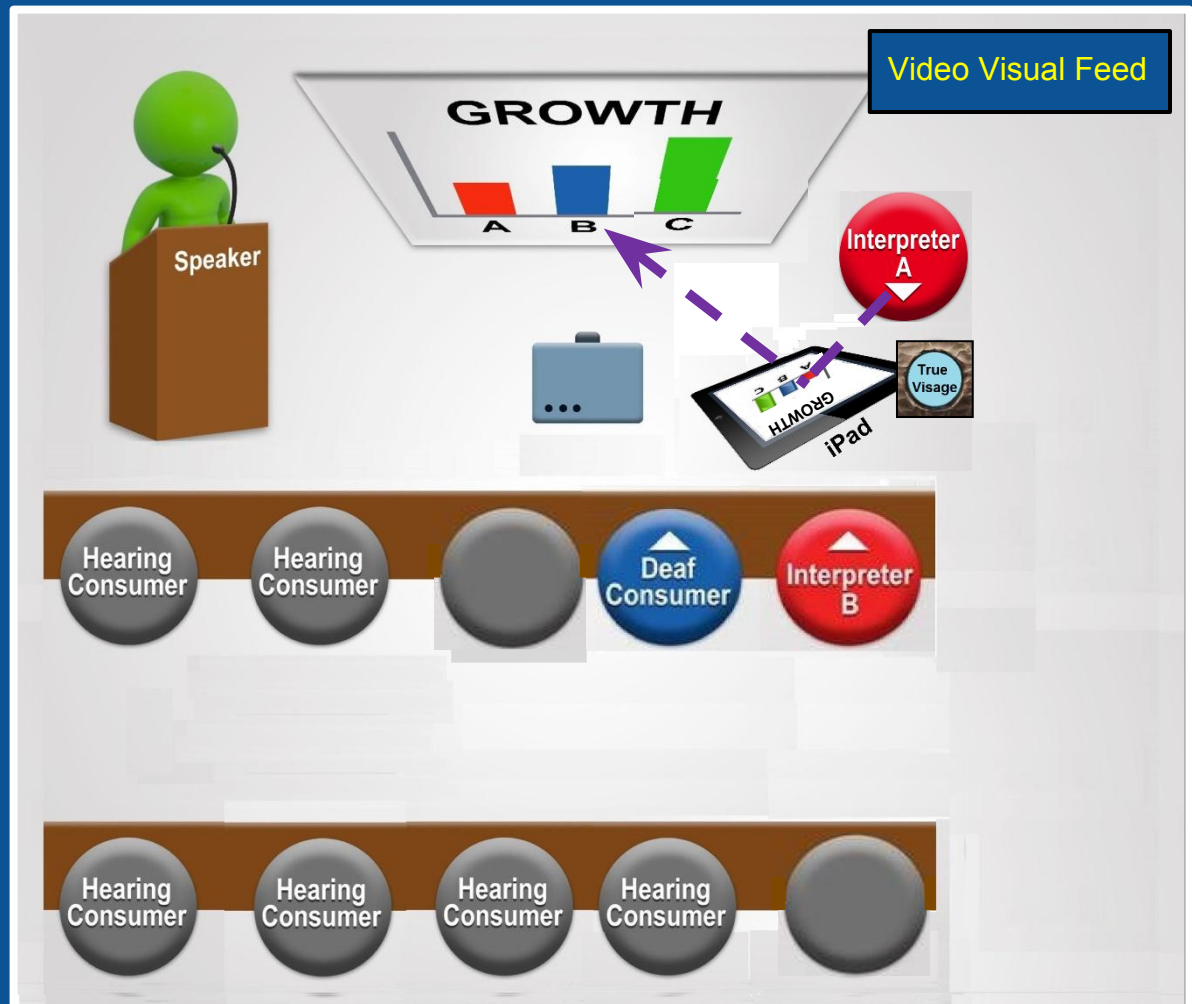 Video Visual Feed
GROWTH
A B C
Speaker
Interpreter
A
True
Visage
A
B
C
GROWTH
iPad
Hearing
Consumer
Hearing
Consumer
Deaf
Consumer
Interpreter
B
Hearing
Consumer
Hearing
Consumer
Hearing
Consumer
Hearing
Consumer